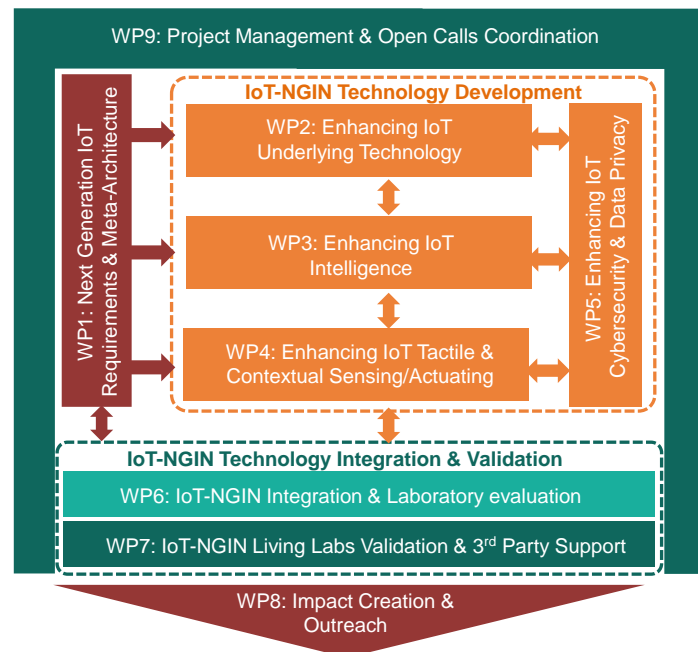 WP9: Project Management & Open Calls Coordination
WP1: Next Generation IoT
Requirements & Meta-Architecture
IoT-NGIN Technology Development
WP2: Enhancing IoT
Underlying Technology
WP3: Enhancing IoT
Intelligence
WP4: Enhancing IoT Tactile &
Contextual Sensing/Actuating
WP5: Enhancing IoT
Cybersecurity & Data Privacy
IoT-NGIN Technology Integration & Validation
WP6: IoT-NGIN Integration & Laboratory evaluation
WP7: IoT-NGIN Living Labs Validation & 3rd Party Support
WP8: Impact Creation &
Outreach